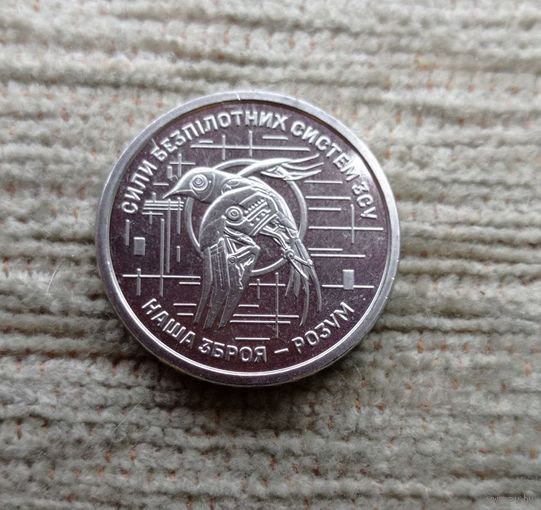 СИЛИ БЕЗПІЛОТНИХ СИСТЕМ ЗСУ
НАША ЗБРОЯ – РОЗУМ